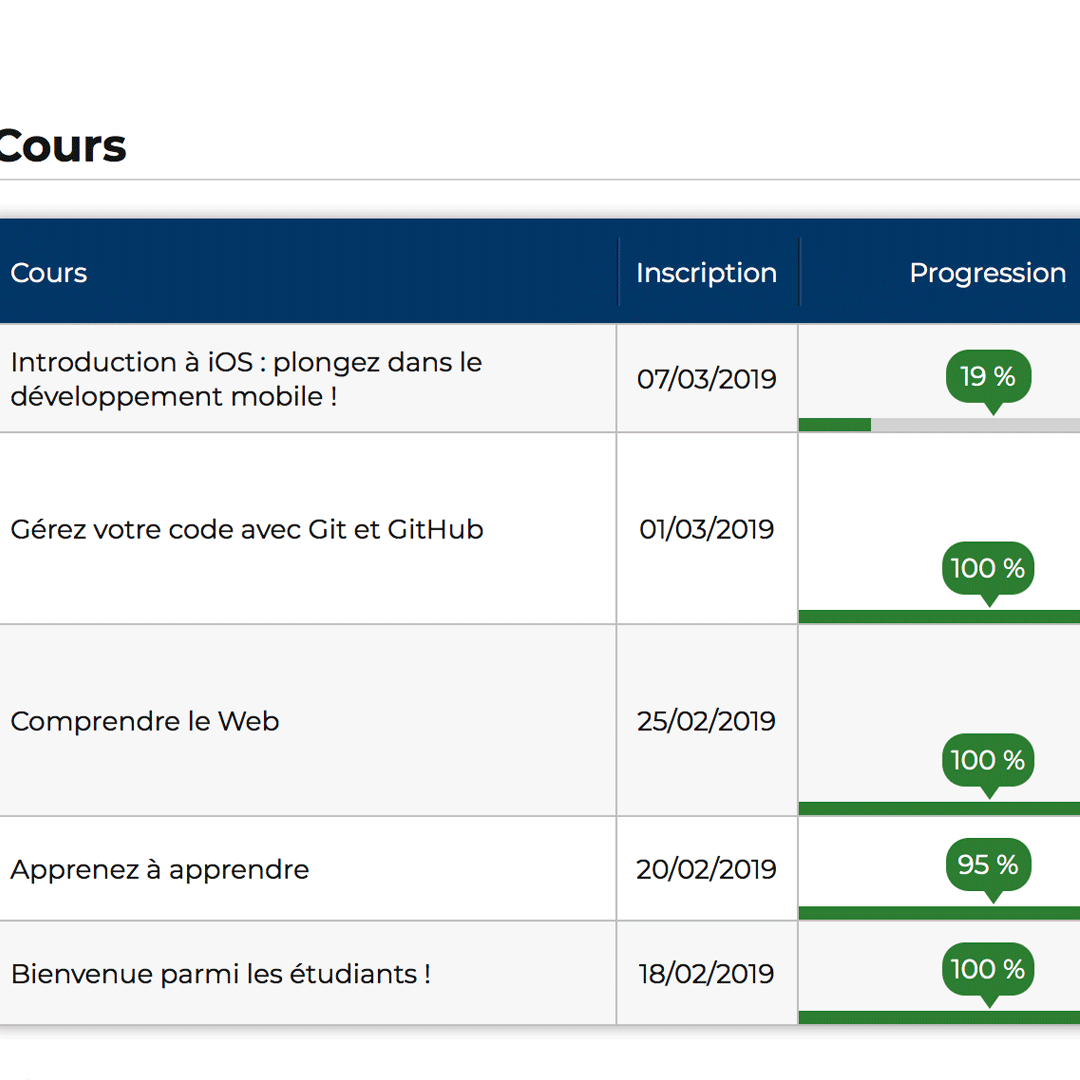 Cours
Cours Inscription Progression
Introduction à iOS : plongez dans le
développement mobile !
07/03/2019
19 %
Gérez votre code avec Git et GitHub
01/03/2019
100 %
Comprendre le Web
25/02/2019
100 %
Apprenez à apprendre
20/02/2019
95 %
Bienvenue parmi les étudiants !
18/02/2019
100 %